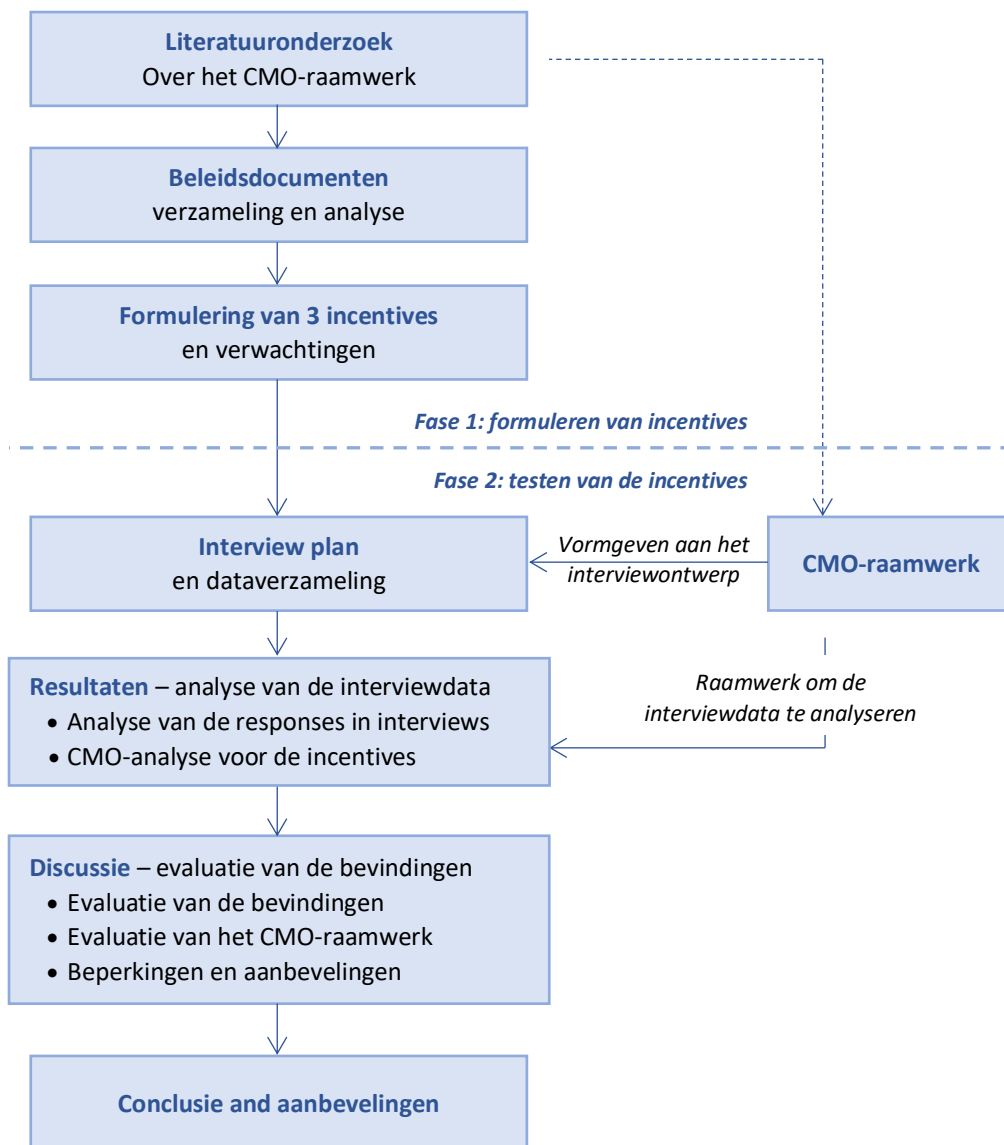 Literatuuronderzoek
Over het CMO-raamwerk
Beleidsdocumenten
verzameling en analyse
Formulering van 3 incentives
en verwachtingen
Fase 1: formuleren van incentives
Fase 2: testen van de incentives
Interview plan
en dataverzameling
Vormgeven aan het
interviewontwerp
CMO-raamwerk
Resultaten – analyse van de interviewdata
• Analyse van de responses in interviews
• CMO-analyse voor de incentives
Raamwerk om de
interviewdata te analyseren
Discussie – evaluatie van de bevindingen
• Evaluatie van de bevindingen
• Evaluatie van het CMO-raamwerk
• Beperkingen en aanbevelingen
Conclusie and aanbevelingen